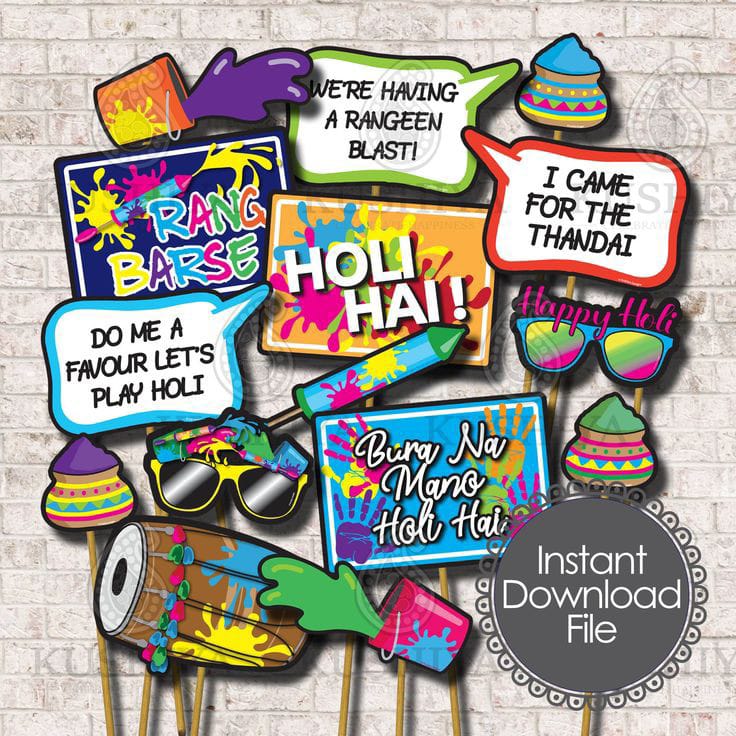 WE'RE HAVING
A RANGEEN
BLAST!
I CAME
FOR THE
THANDAI
RANG
BARSE
HOLI
HAI!
Happy Holi
DO ME A
FAVOUR LET'S
PLAY HOLI
Bura Na
Mano
Holi Hai
Instant
Download
File